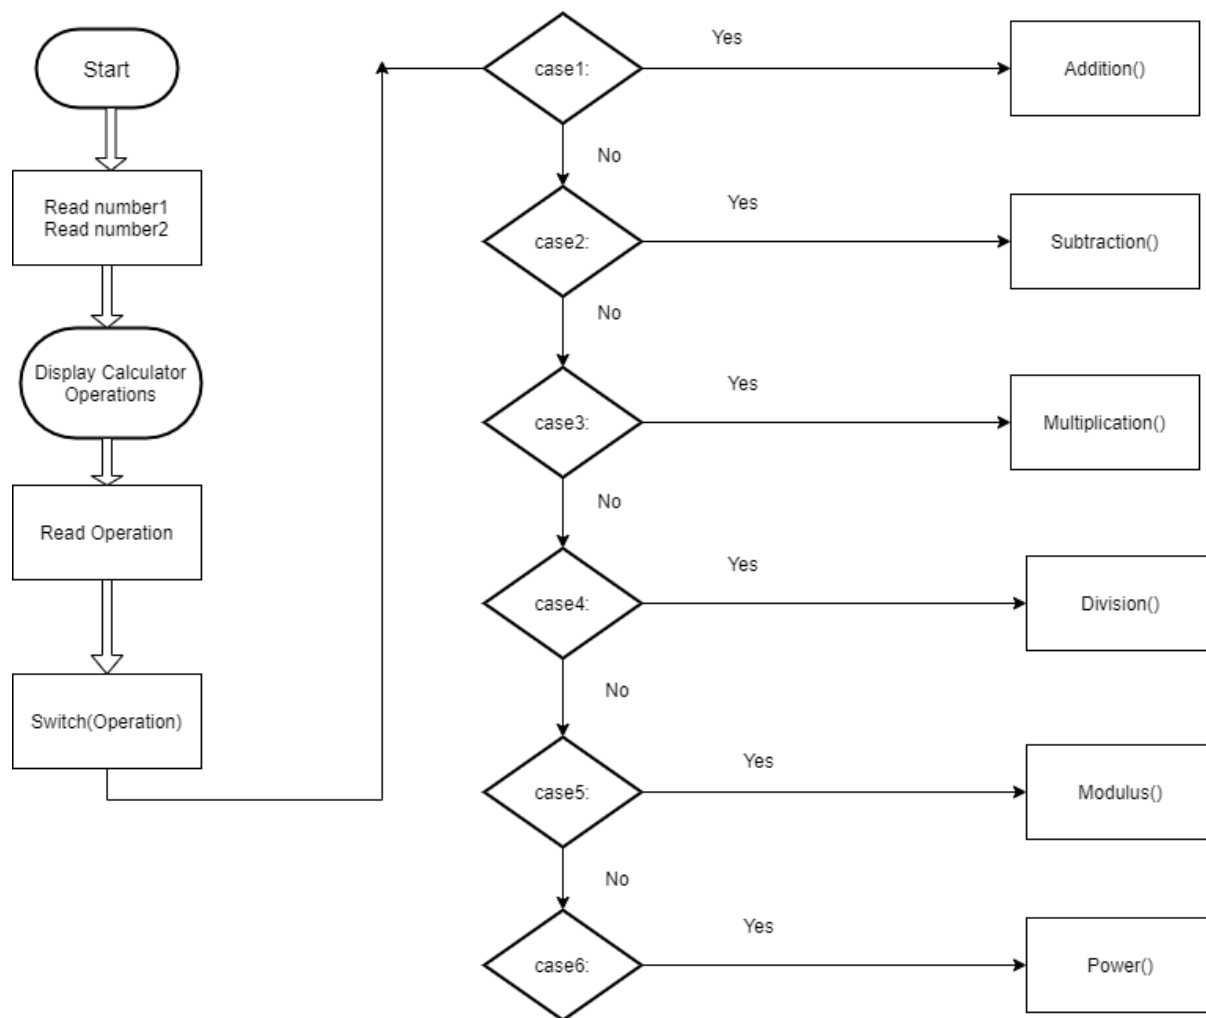 Start
Read number1
Read number2
Display Calculator
Operations
Read Operation
Switch(Operation)
case1:
Yes
Addition()
No
case2:
Yes
Subtraction()
No
case3:
Yes
Multiplication()
No
case4:
Yes
Division()
No
case5:
Yes
Modulus()
No
case6:
Yes
Power()